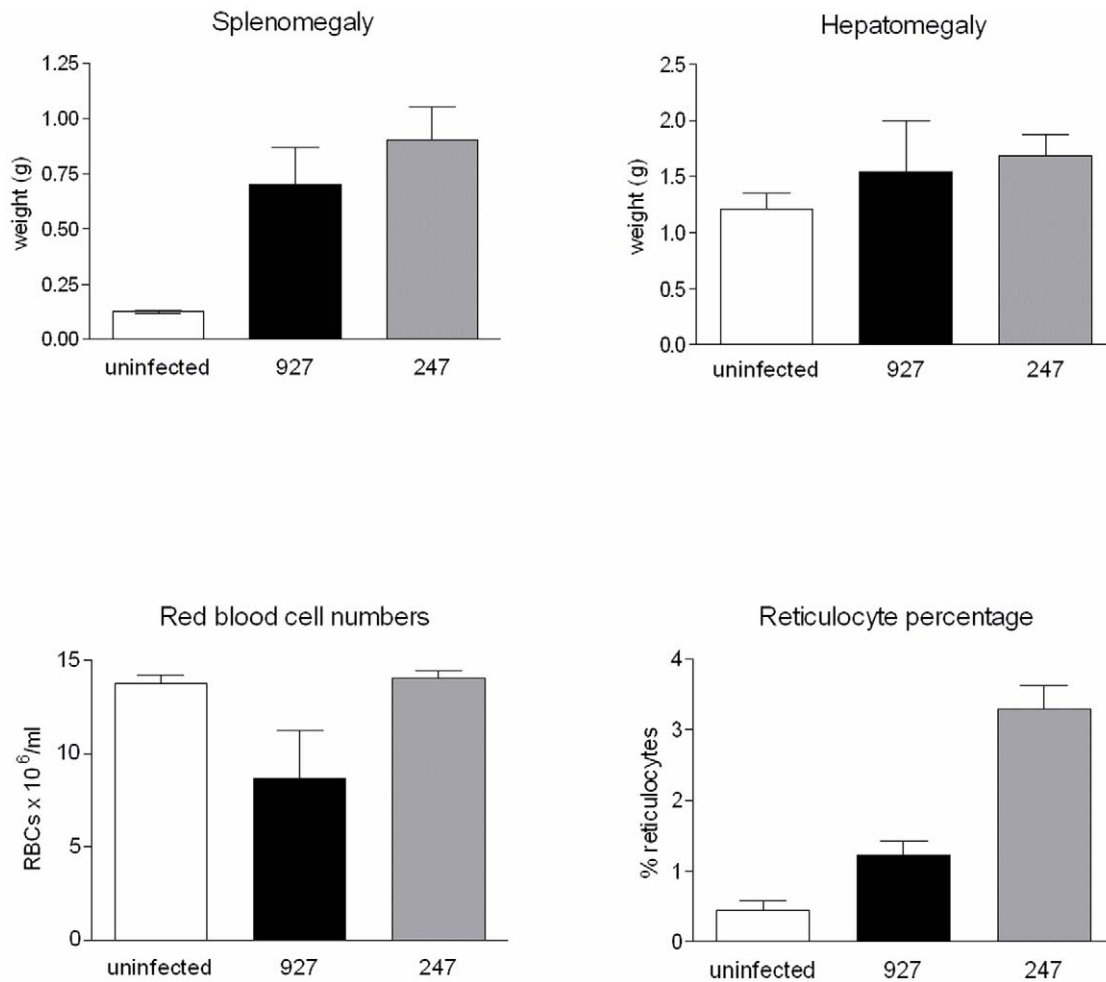 Splenomegaly
weight (g)
1.25
1.00
0.75
0.50
0.25
0.00
uninfected 927 247
Hepatomegaly
weight (g)
2.5
2.0
1.5
1.0
0.5
0.0
uninfected 927 247
Red blood cell numbers
RBCs x 10⁶/ml
15
10
5
0
uninfected 927 247
Reticulocyte percentage
% reticulocytes
4
3
2
1
0
uninfected 927 247